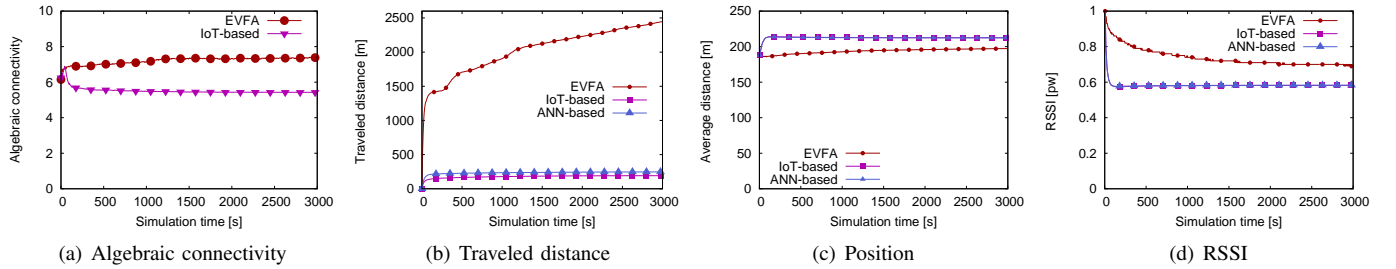 EVFA
IoT-based
10
8
6
4
2
0
Algebraic connectivity
0 500 1000 1500 2000 2500 3000
Simulation time [s]
(a) Algebraic connectivity
2500
2000
1500
1000
500
0
Traveled distance [m]
EVFA
IoT-based
ANN-based
0 500 1000 1500 2000 2500 3000
Simulation time [s]
(b) Traveled distance
250
200
150
100
50
0
Average distance [m]
EVFA
IoT-based
ANN-based
0 500 1000 1500 2000 2500 3000
Simulation time [s]
(c) Position
1
0.8
0.6
0.4
0.2
0
RSSI [pw]
EVFA
IoT-based
ANN-based
0 500 1000 1500 2000 2500 3000
Simulation time [s]
(d) RSSI